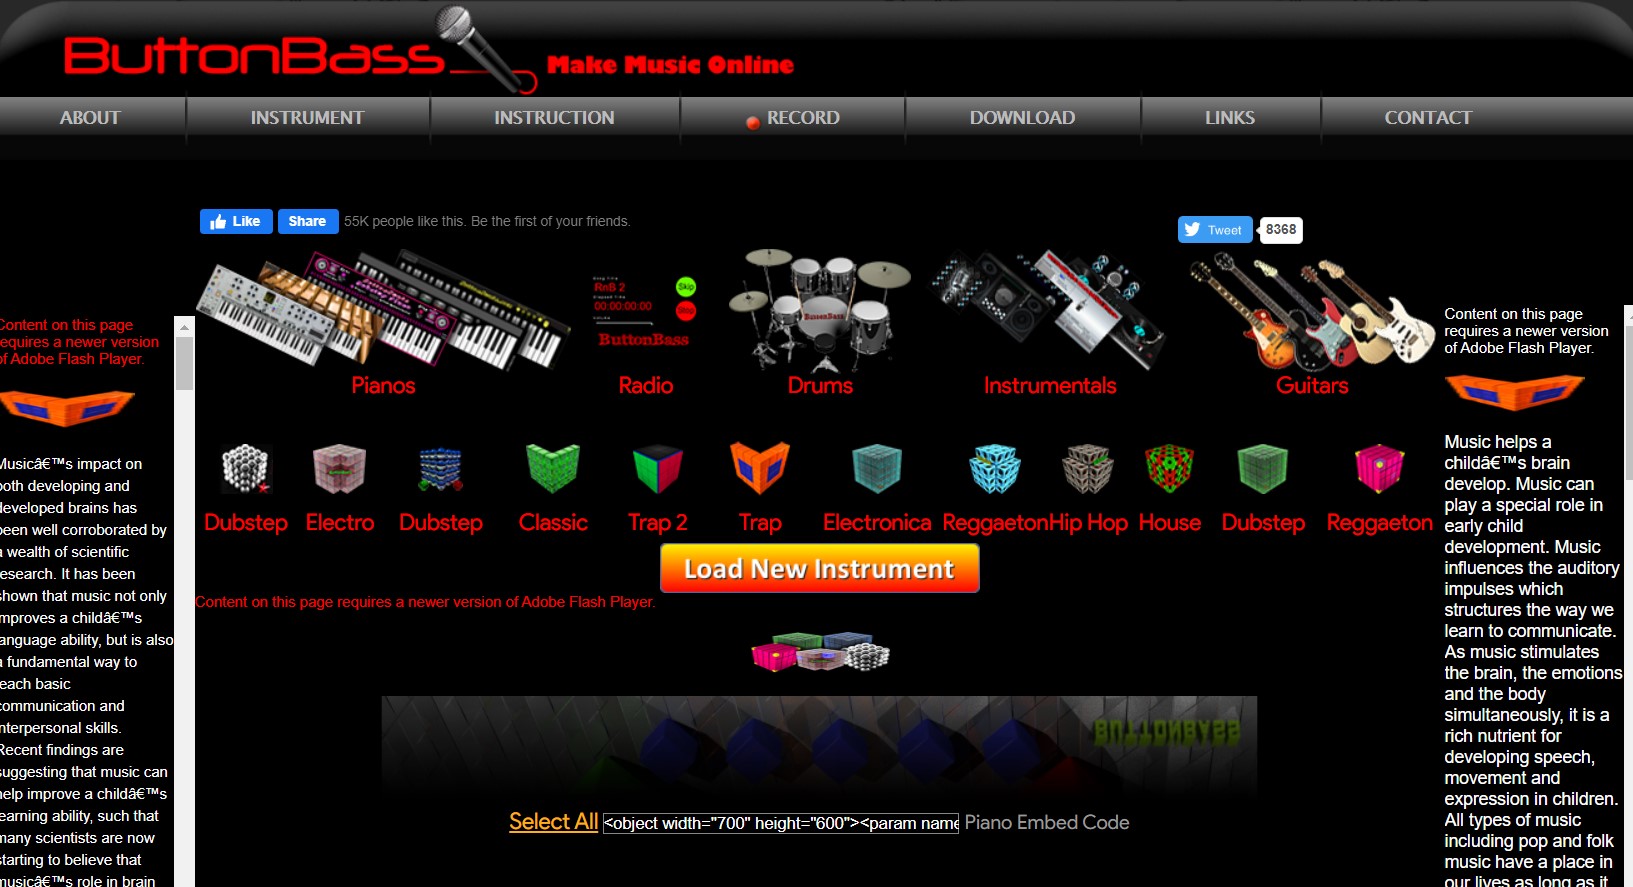 ButtonBass Make Music Online
ABOUT INSTRUMENT INSTRUCTION RECORD DOWNLOAD LINKS CONTACT
Like Share 55K people like this. Be the first of your friends.
Tweet 8368
RnB 2
00:00:00:00
Skip
Stop
ButtonBass
ButtonBass
Pianos Radio Drums Instrumentals Guitars
Dubstep Electro Dubstep Classic Trap 2 Trap Electronica Reggaeton Hip Hop House Dubstep Reggaeton
Load New Instrument
Content on this page requires a newer version of Adobe Flash Player.
BUTTONBASS
Select All <object width="700" height="600"><param name Piano Embed Code
Content on this page
requires a newer version
of Adobe Flash Player.
Musicâ€™s impact on
both developing and
developed brains has
been well corroborated by
a wealth of scientific
research. It has been
shown that music not only
improves a childâ€™s
language ability, but is also
a fundamental way to
teach basic
communication and
interpersonal skills.
Recent findings are
suggesting that music can
help improve a childâ€™s
learning ability, such that
many scientists are now
starting to believe that
musicâ€™s role in brain
Content on this page
requires a newer version
of Adobe Flash Player.
Music helps a
childâ€™s brain
develop. Music can
play a special role in
early child
development. Music
influences the auditory
impulses which
structures the way we
learn to communicate.
As music stimulates
the brain, the emotions
and the body
simultaneously, it is a
rich nutrient for
developing speech,
movement and
expression in children.
All types of music
including pop and folk
music have a place in
our lives as long as it